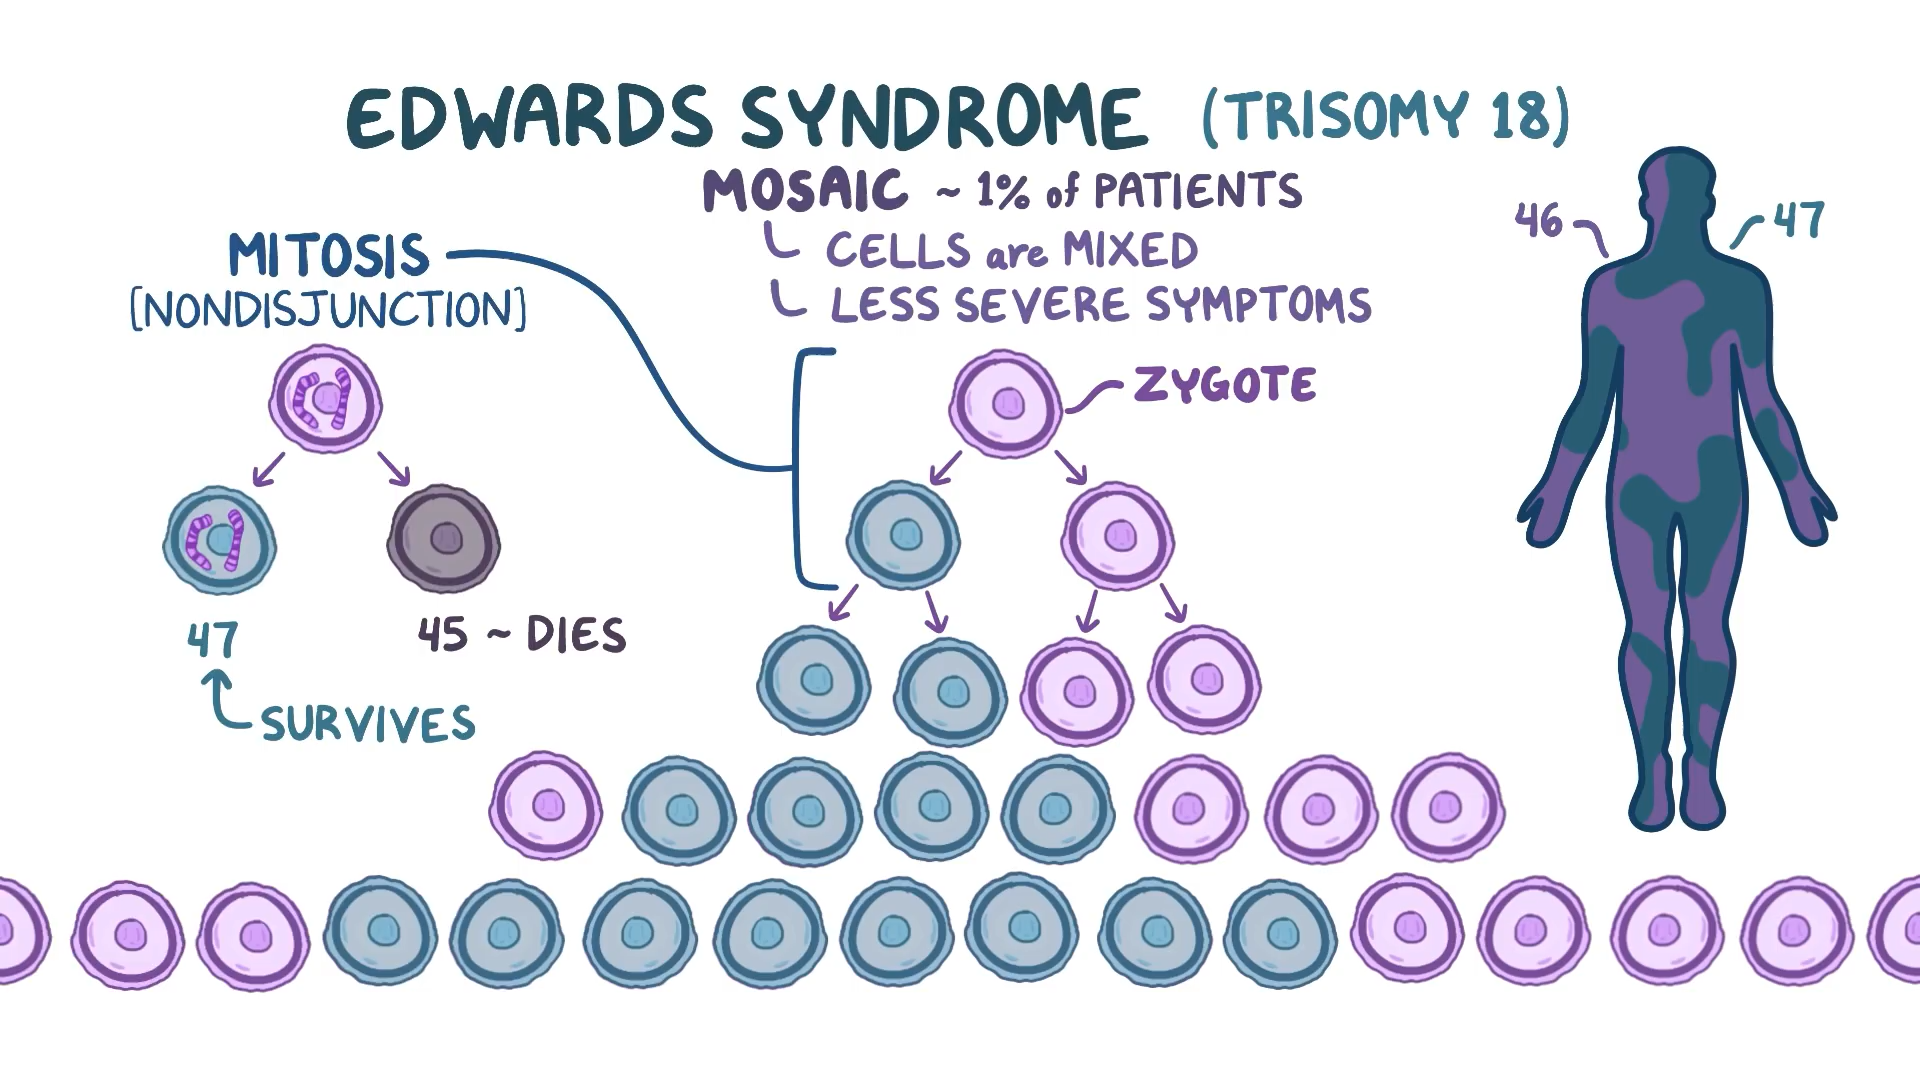 EDWARDS SYNDROME (TRISOMY 18)
MOSAIC ~ 1% of PATIENTS
CELLS are MIXED
LESS SEVERE SYMPTOMS
MITOSIS
[NONDISJUNCTION]
47
45 ~ DIES
SURVIVES
ZYGOTE
46
47